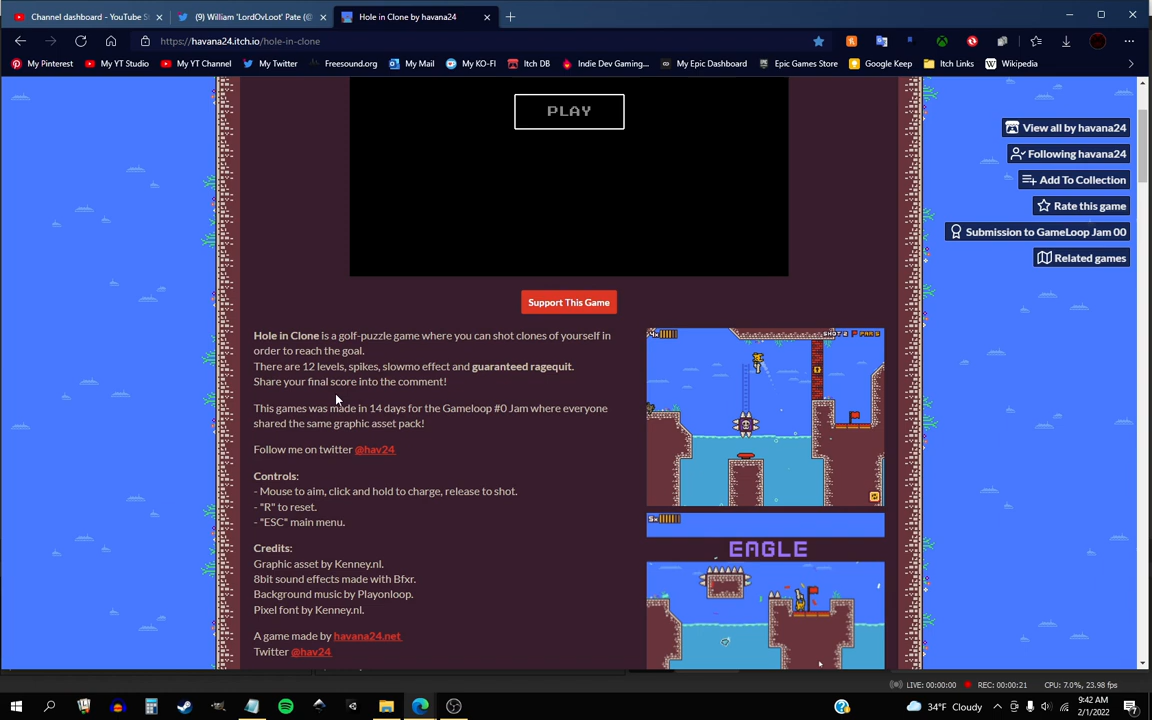 Channel dashboard - YouTube S
(9) William 'LordOvLoot' Pate (@
Hole in Clone by havana24
https://havana24.itch.io/hole-in-clone
My Pinterest
My YT Studio
My YT Channel
My Twitter
Freesound.org
My Mail
My KO-FI
Itch DB
Indie Dev Gaming...
My Epic Dashboard
Epic Games Store
Google Keep
Itch Links
Wikipedia
PLAY
View all by havana24
Following havana24
Add To Collection
Rate this game
Submission to GameLoop Jam 00
Related games
Support This Game
Hole in Clone is a golf-puzzle game where you can shot clones of yourself in
order to reach the goal.
There are 12 levels, spikes, slowmo effect and guaranteed ragequit.
Share your final score into the comment!
This games was made in 14 days for the Gameloop #0 Jam where everyone
shared the same graphic asset pack!
Follow me on twitter @hav24
Controls:
- Mouse to aim, click and hold to charge, release to shot.
- "R" to reset.
- "ESC" main menu.
Credits:
Graphic asset by Kenney.nl.
8bit sound effects made with Bfxr.
Background music by Playonloop.
Pixel font by Kenney.nl.
A game made by havana24.net
Twitter @hav24
4x
SHOT 2
PAR 5
5x
EAGLE
LIVE: 00:00:00
REC: 00:00:21
CPU: 7.0%, 23.98 fps
34°F Cloudy
9:42 AM
2/1/2022